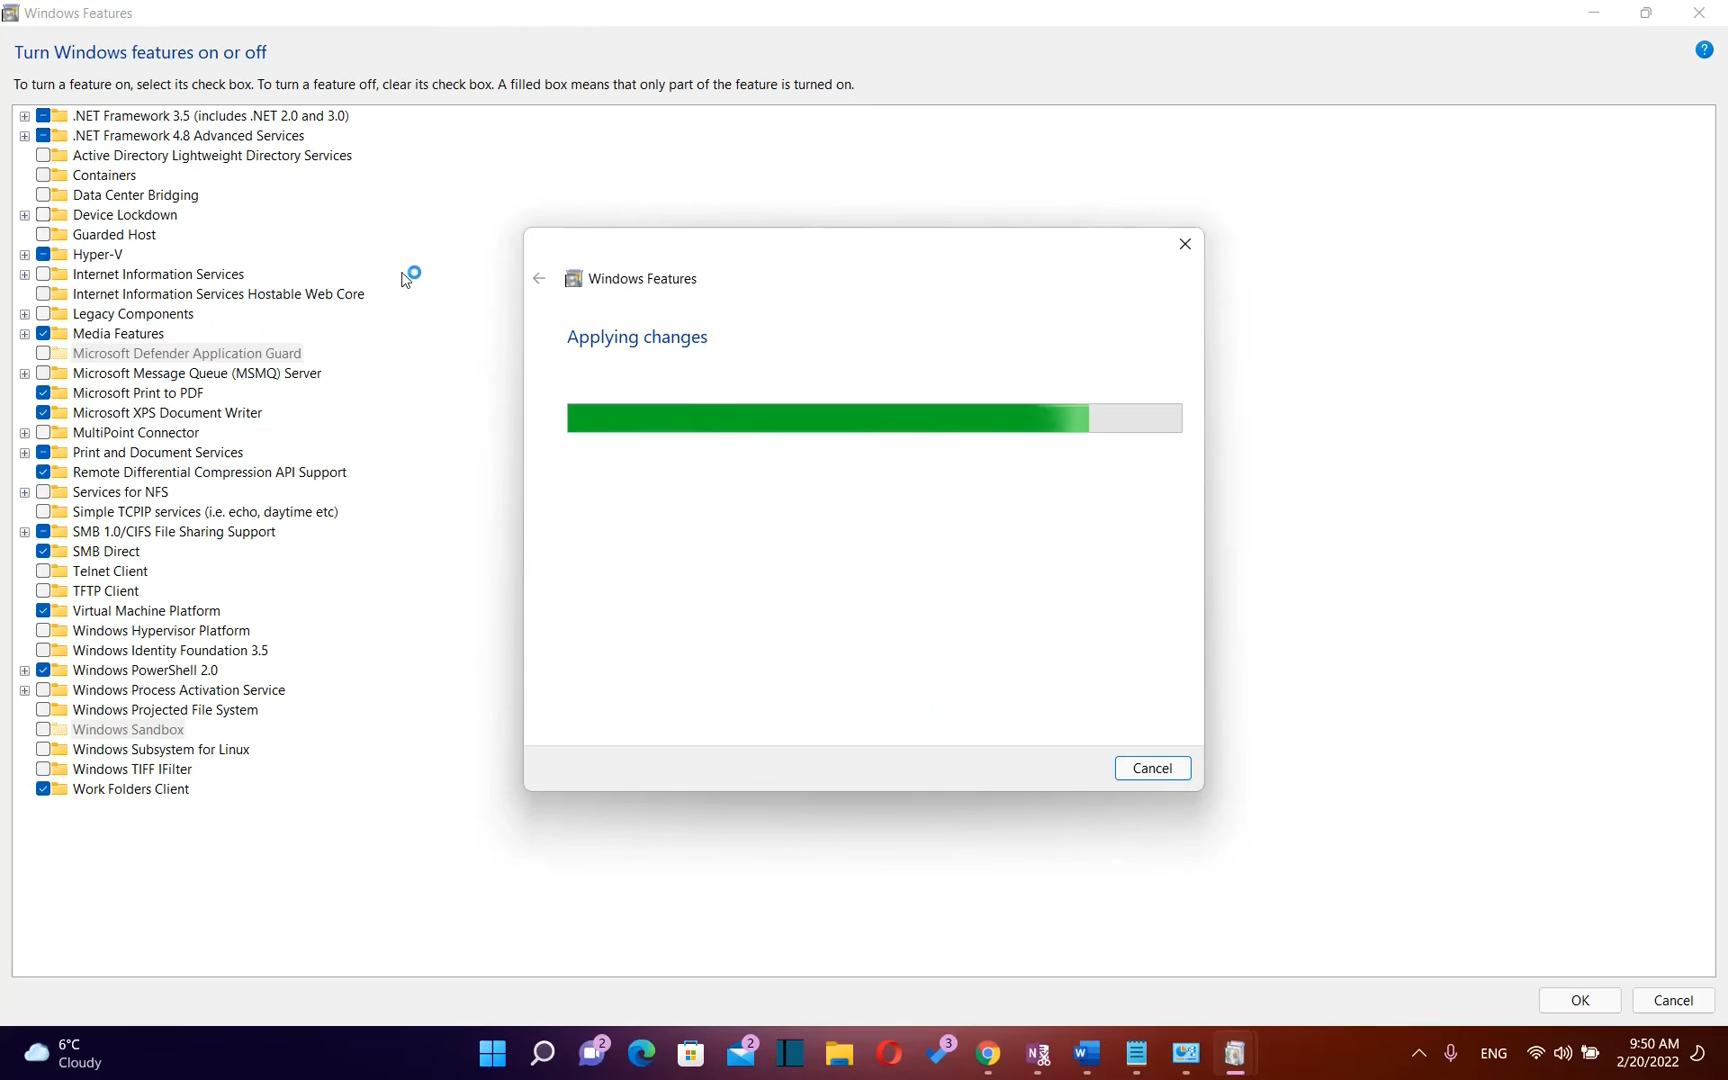 Windows Features
Turn Windows features on or off
To turn a feature on, select its check box. To turn a feature off, clear its check box. A filled box means that only part of the feature is turned on.
.NET Framework 3.5 (includes .NET 2.0 and 3.0)
.NET Framework 4.8 Advanced Services
Active Directory Lightweight Directory Services
Containers
Data Center Bridging
Device Lockdown
Guarded Host
Hyper-V
Internet Information Services
Internet Information Services Hostable Web Core
Legacy Components
Media Features
Microsoft Defender Application Guard
Microsoft Message Queue (MSMQ) Server
Microsoft Print to PDF
Microsoft XPS Document Writer
MultiPoint Connector
Print and Document Services
Remote Differential Compression API Support
Services for NFS
Simple TCPIP services (i.e. echo, daytime etc)
SMB 1.0/CIFS File Sharing Support
SMB Direct
Telnet Client
TFTP Client
Virtual Machine Platform
Windows Hypervisor Platform
Windows Identity Foundation 3.5
Windows PowerShell 2.0
Windows Process Activation Service
Windows Projected File System
Windows Sandbox
Windows Subsystem for Linux
Windows TIFF IFilter
Work Folders Client
Windows Features
Applying changes
Cancel
OK
Cancel
6°C
Cloudy
2
2
3
ENG
9:50 AM
2/20/2022